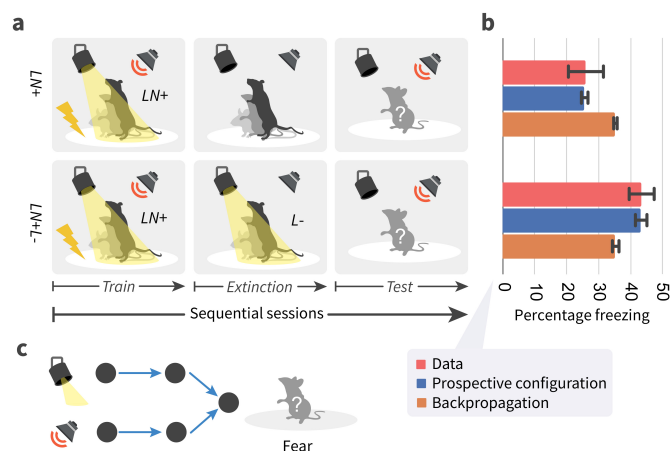 a
b
LN+
LN+
LN+L-
LN+
L-
?
?
Train
Extinction
Test
Sequential sessions
0
10
20
30
40
50
Percentage freezing
Data
Prospective configuration
Backpropagation
c
?
Fear